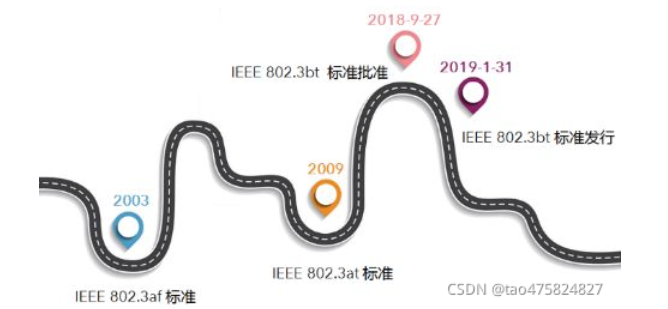 2018-9-27
IEEE 802.3bt 标准批准
2019-1-31
IEEE 802.3bt 标准发行
2003
2009
IEEE 802.3at 标准
IEEE 802.3af 标准
CSDN @tao475824827